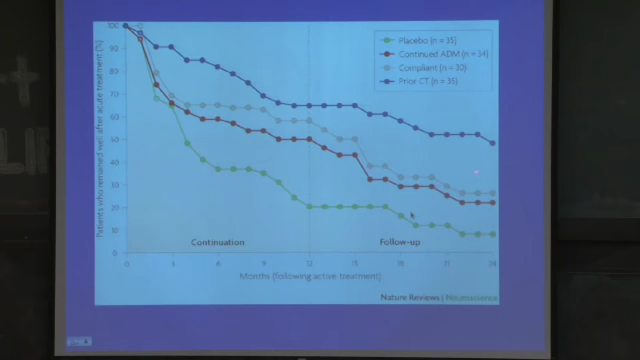 Placebo (n = 35)
Continued ADM (n = 34)
Compliant (n = 30)
Prior CT (n = 35)
Patients who remained well after acute treatment (%)
100
90
80
70
60
50
40
30
20
10
0
Continuation
Follow-up
0 3 6 9 12 15 18 21 24
Months (following active treatment)
Nature Reviews | Neuroscience